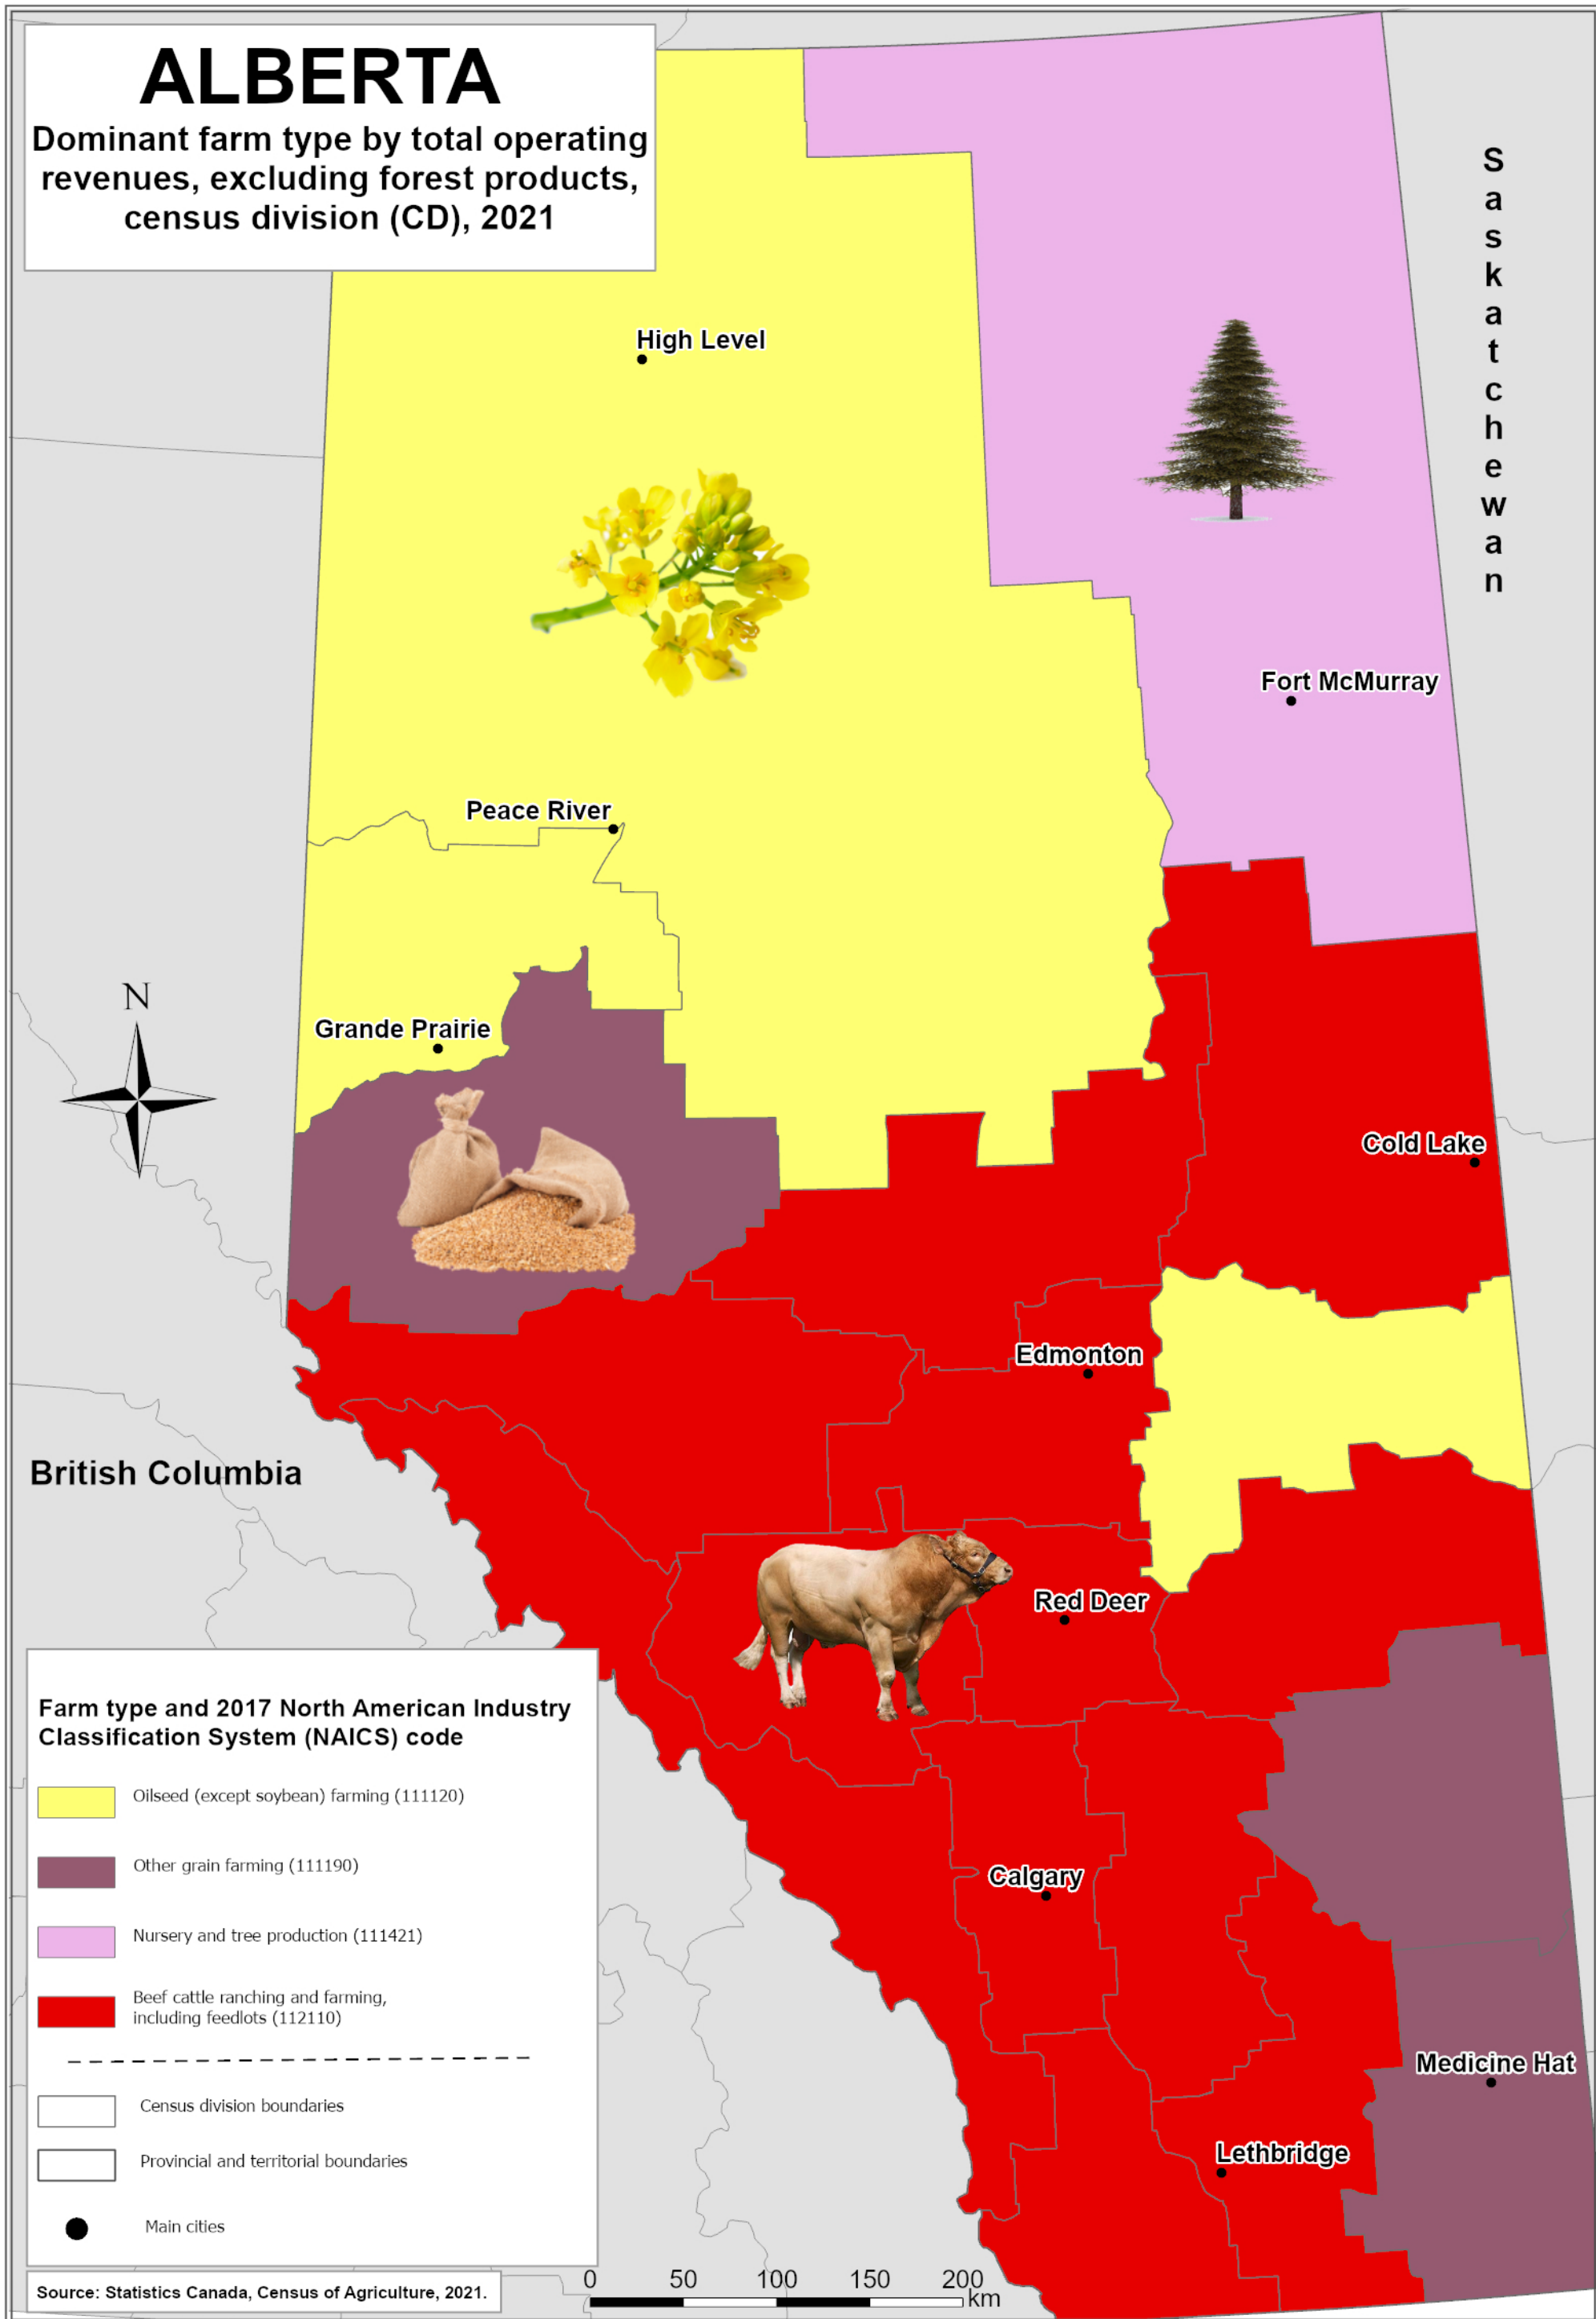 ALBERTA
Dominant farm type by total operating
revenues, excluding forest products,
census division (CD), 2021
Saskatchewan
High Level
Fort McMurray
Peace River
N
Grande Prairie
Cold Lake
Edmonton
British Columbia
Red Deer
Calgary
Medicine Hat
Lethbridge
Farm type and 2017 North American Industry
Classification System (NAICS) code
Oilseed (except soybean) farming (111120)
Other grain farming (111190)
Nursery and tree production (111421)
Beef cattle ranching and farming,
including feedlots (112110)
Census division boundaries
Provincial and territorial boundaries
Main cities
Source: Statistics Canada, Census of Agriculture, 2021.
0 50 100 150 200
km